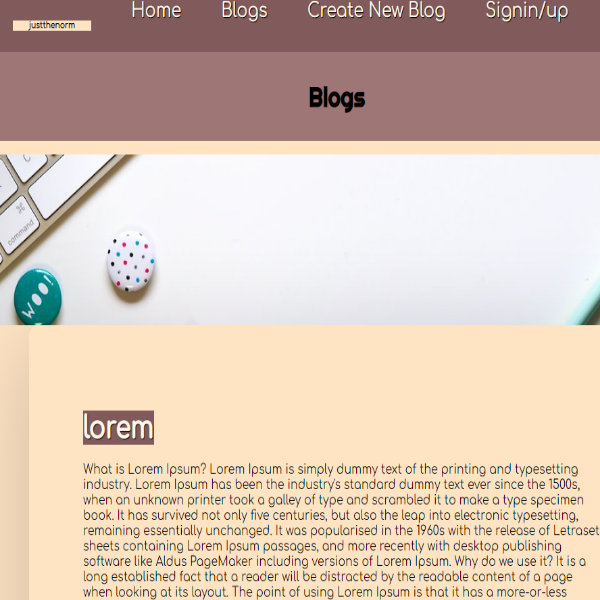 justthenorm
Home Blogs Create New Blog Signin/up
Blogs
command
WOO!
lorem
What is Lorem Ipsum? Lorem Ipsum is simply dummy text of the printing and typesetting
industry. Lorem Ipsum has been the industry's standard dummy text ever since the 1500s,
when an unknown printer took a galley of type and scrambled it to make a type specimen
book. It has survived not only five centuries, but also the leap into electronic typesetting,
remaining essentially unchanged. It was popularised in the 1960s with the release of Letraset
sheets containing Lorem Ipsum passages, and more recently with desktop publishing
software like Aldus PageMaker including versions of Lorem Ipsum. Why do we use it? It is a
long established fact that a reader will be distracted by the readable content of a page
when looking at its layout. The point of using Lorem Ipsum is that it has a more-or-less